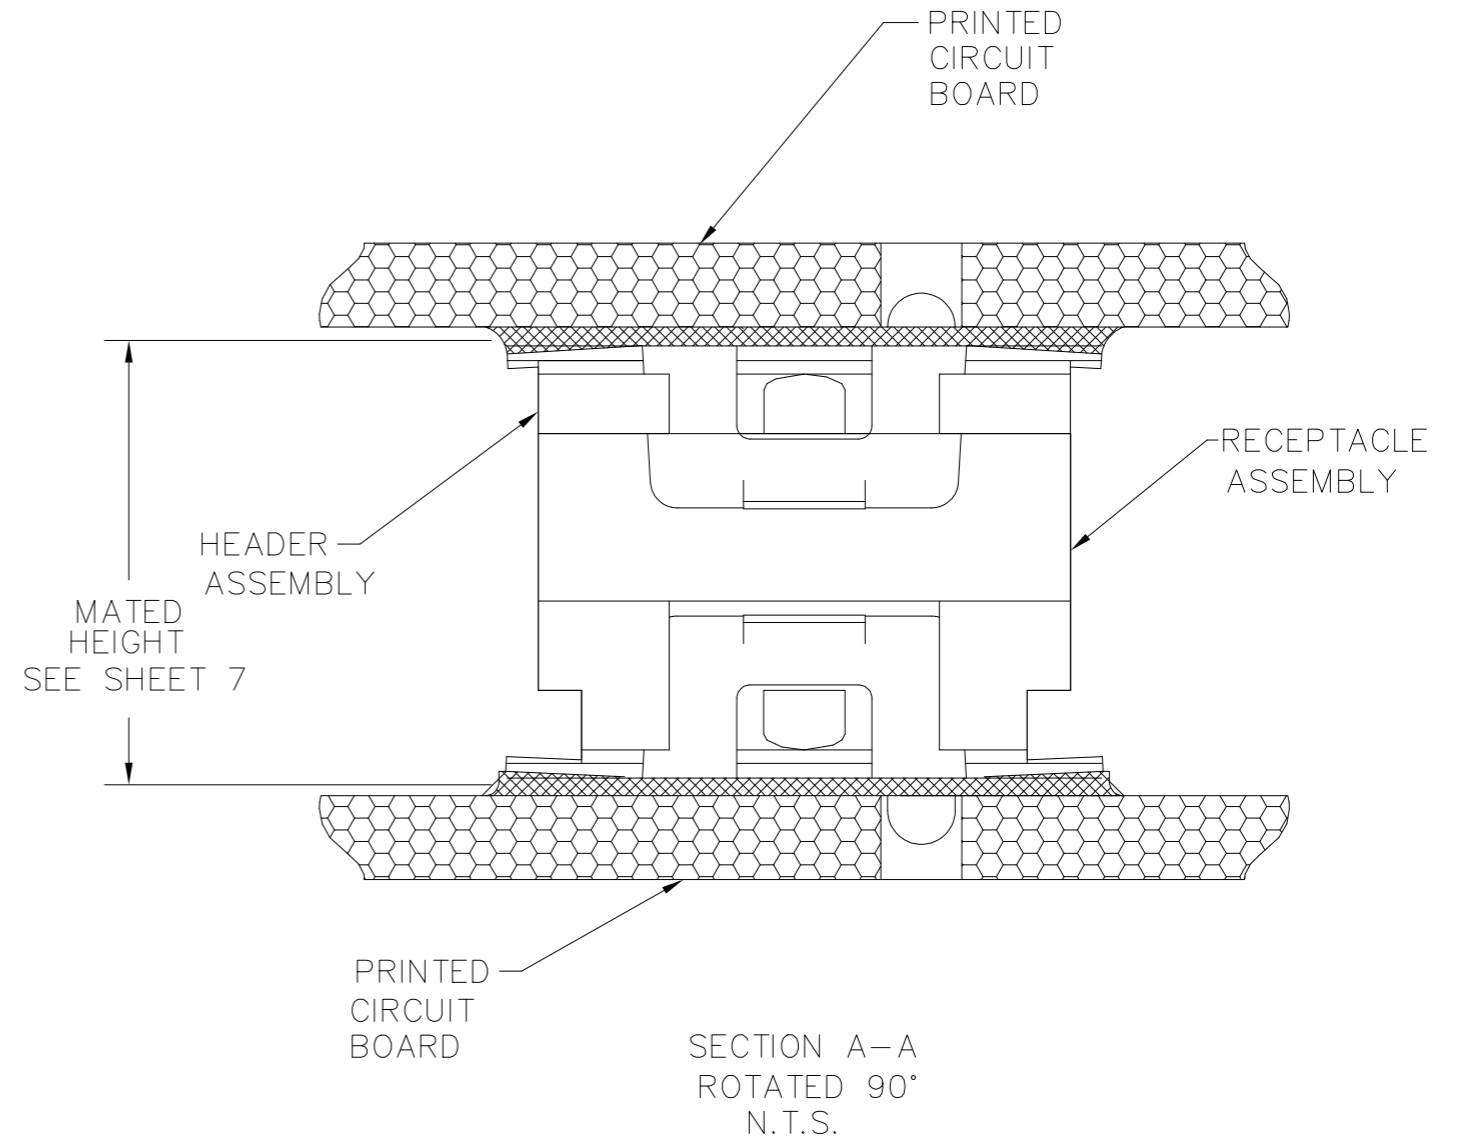 PRINTED
CIRCUIT
BOARD
RECEPTACLE
ASSEMBLY
HEADER
ASSEMBLY
MATED
HEIGHT
SEE SHEET 7
PRINTED
CIRCUIT
BOARD
SECTION A-A
ROTATED 90°
N.T.S.